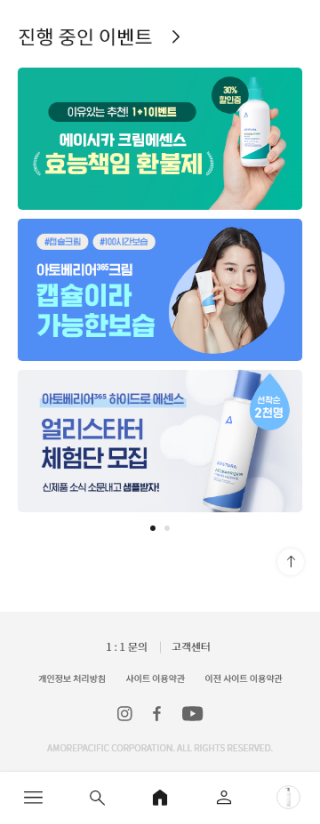 진행 중인 이벤트
이유있는 추천! 1+1이벤트
30%
할인중
에이시카 크림에센스
효능책임 환불제
#캡슐크림 #100시간보습
아토베리어365크림
캡슐이라
가능한보습
아토베리어365 하이드로 에센스
선착순
2천명
얼리스타터
체험단 모집
신제품 소식 소문내고 샘플받자!
1 : 1 문의
고객센터
개인정보 처리방침
사이트 이용약관
이전 사이트 이용약관
AMOREPACIFIC CORPORATION. ALL RIGHTS RESERVED.